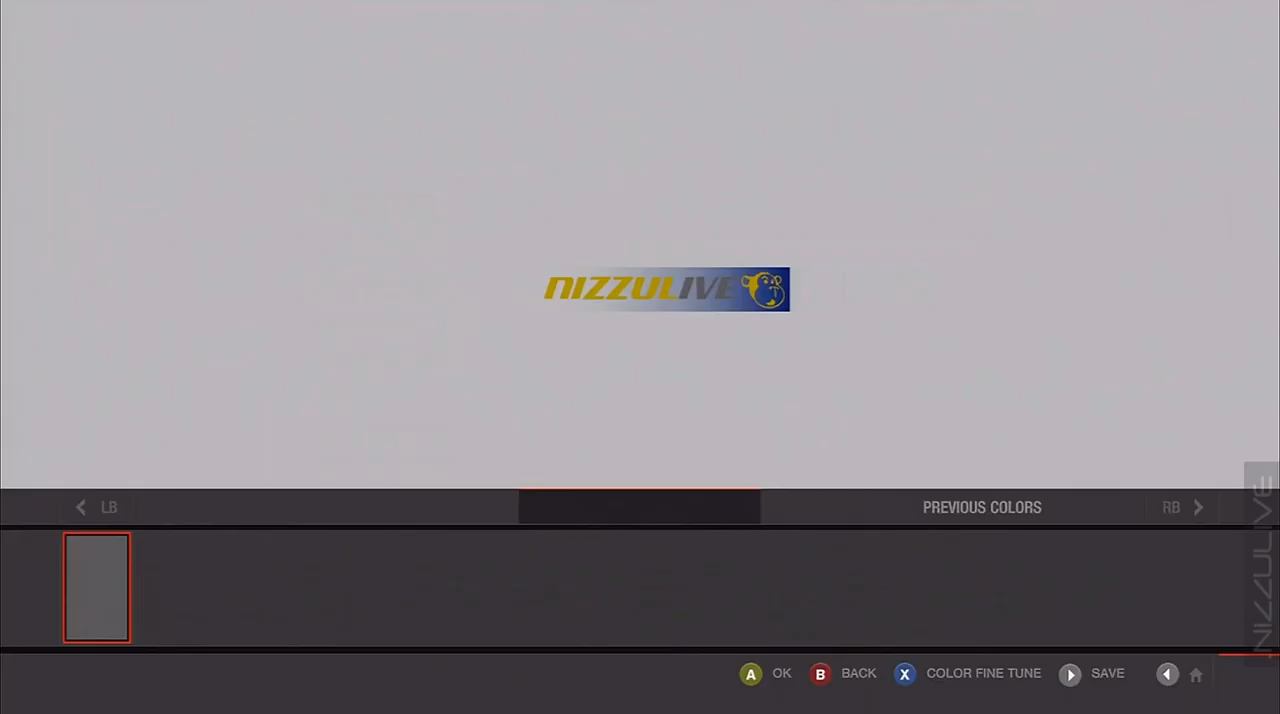 NIZZULIVE
LB
PREVIOUS COLORS
RB
A OK
B BACK
X COLOR FINE TUNE
SAVE
NIZZULIVE